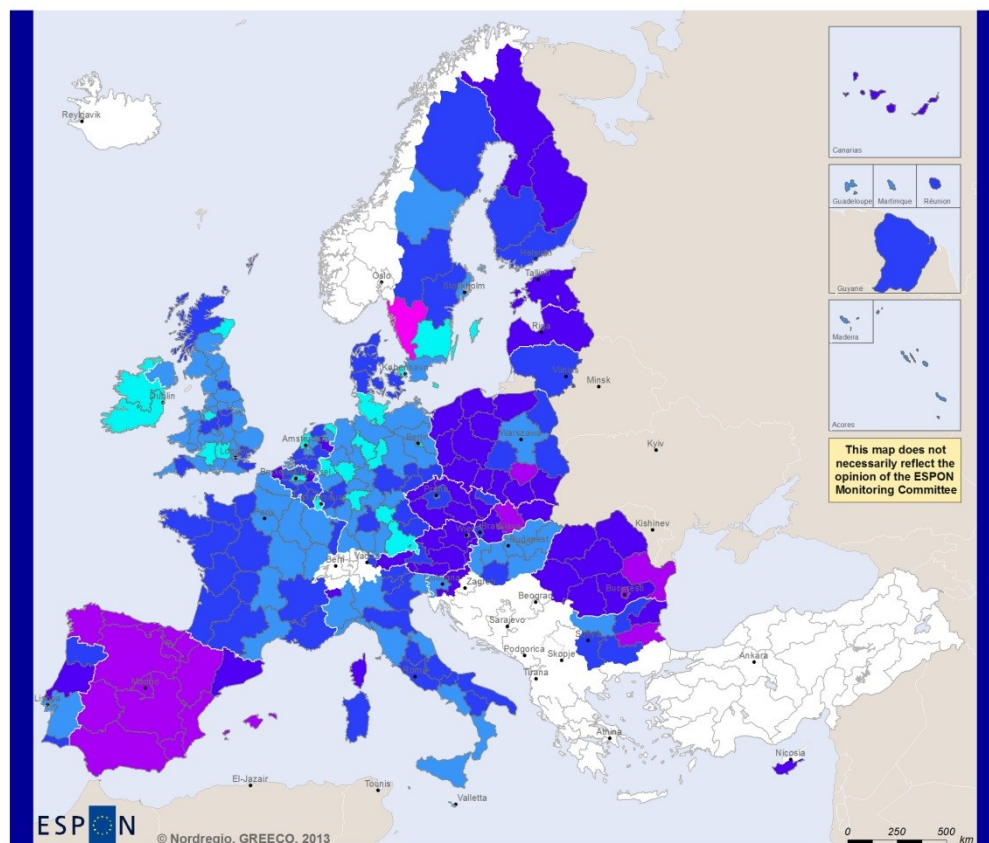 Reykjavik
Canarias
Guadeloupe
Martinique
Réunion
Oslo
Helsinki
Tallinn
Stockholm
Guyane
Riga
Madeira
København
Vilnius
Minsk
Dublin
Acores
Warszawa
Amsterdam
Berlin
This map does not
necessarily reflect the
opinion of the ESPON
Monitoring Committee
Kyiv
Praha
Paris
Kishinev
Bratislava
Budapest
Bern
Vaduz
Ljubljana
Zagreb
Beograd
Bucuresti
Sarajevo
Sofia
Podgorica
Skopje
Roma
Tirana
Ankara
Madrid
Lisboa
Athina
Nicosia
El-Jazair
Tounis
Valletta
ESPON
© Nordregio, GREECO, 2013
0 250 500
km